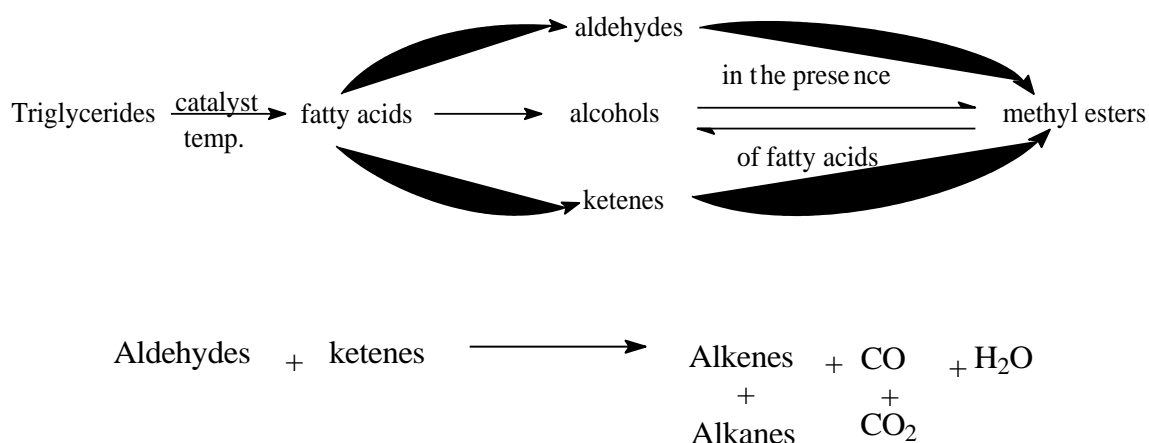 aldehydes
in the presence
Triglycerides catalyst fatty acids alcohols methyl esters
temp.
of fatty acids
ketenes
Aldehydes + ketenes Alkenes + CO + H₂O
+ +
Alkanes CO₂